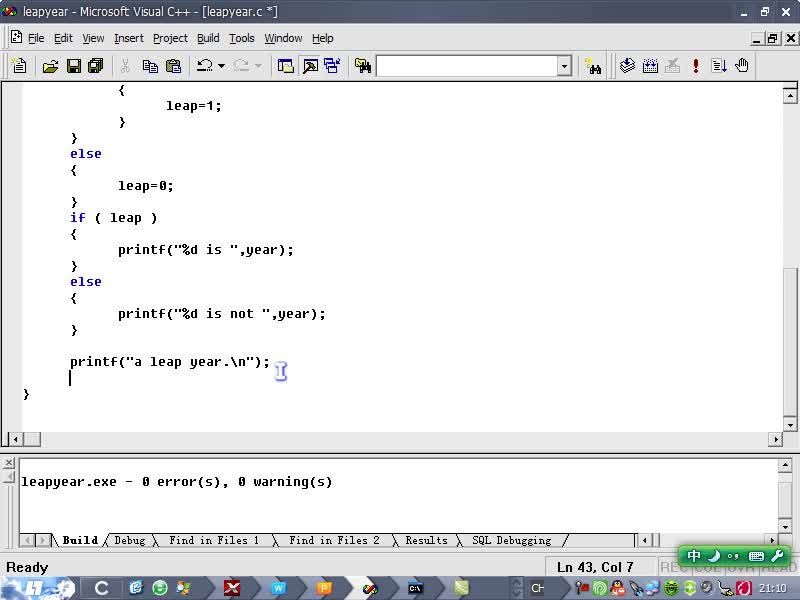 leapyear - Microsoft Visual C++ - [leapyear.c *]
File Edit View Insert Project Build Tools Window Help
{
leap=1;
}
}
else
{
leap=0;
}
if ( leap )
{
printf("%d is ",year);
}
else
{
printf("%d is not ",year);
}
printf("a leap year.\n");
}
leapyear.exe - 0 error(s), 0 warning(s)
Build Debug Find in Files 1 Find in Files 2 Results SQL Debugging
中
Ready Ln 43, Col 7 REC COL OVR READ
CH 21:10